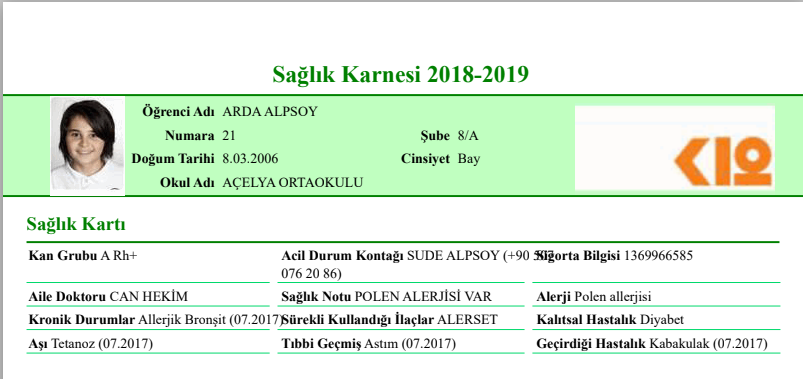 Sağlık Karnesi 2018-2019
Öğrenci Adı ARDA ALPSOY
Numara 21 Şube 8/A
Doğum Tarihi 8.03.2006 Cinsiyet Bay
Okul Adı AÇELYA ORTAOKULU
Sağlık Kartı
Kan Grubu A Rh+ Acil Durum Kontağı SUDE ALPSOY (+90 Sigorta Bilgisi 1369966585
076 20 86)
Aile Doktoru CAN HEKİM Sağlık Notu POLEN ALERJİSİ VAR Alerji Polen allerjisi
Kronik Durumlar Allerjik Bronşit (07.2017) Sürekli Kullandığı İlaçlar ALERSET Kalıtsal Hastalık Diyabet
Aşı Tetanoz (07.2017) Tıbbi Geçmiş Astım (07.2017) Geçirdiği Hastalık Kabakulak (07.2017)